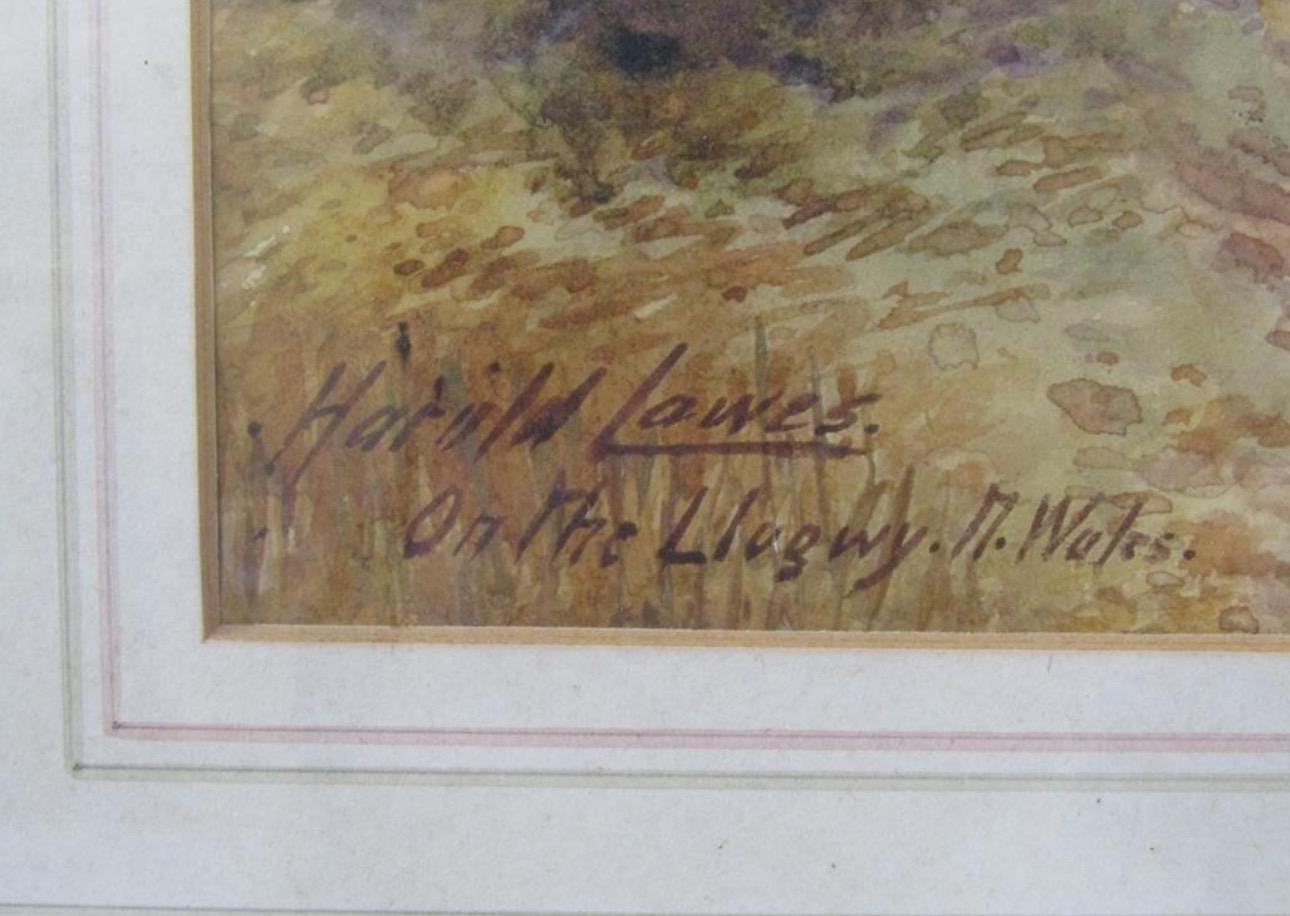 Harold Lawes.
On The Llugwy. N. Wales.